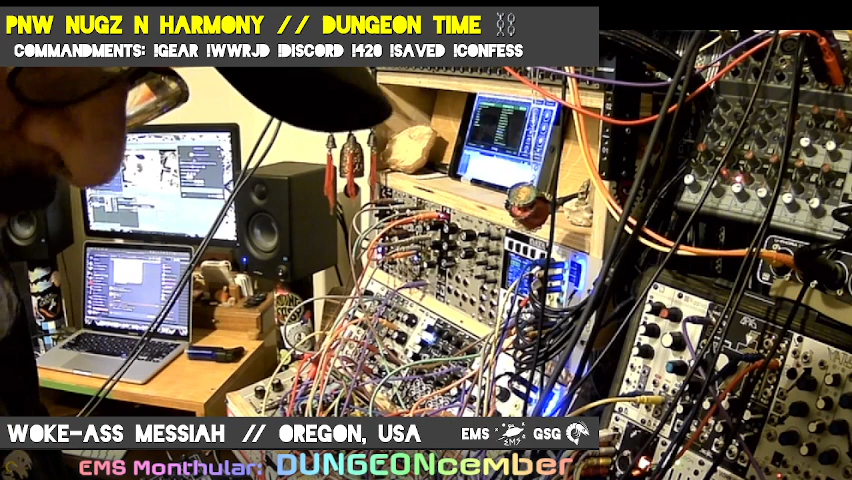 PNW NUGZ N HARMONY // DUNGEON TIME
COMMANDMENTS: !GEAR !WWRJD !DISCORD !420 !SAVED !CONFESS
WOKE-ASS MESSIAH // OREGON, USA EMS EMS GSG
EMS Monthular: DUNGEONcember